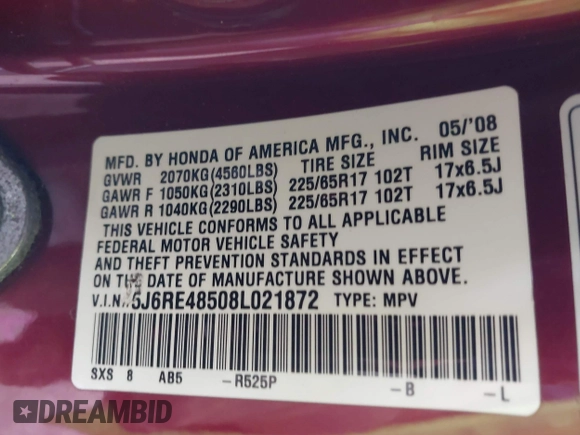 MFD. BY HONDA OF AMERICA MFG., INC. 05/'08
GVWR 2070KG(4560LBS) TIRE SIZE RIM SIZE
GAWR F 1050KG(2310LBS) 225/65R17 102T 17x6.5J
GAWR R 1040KG(2290LBS) 225/65R17 102T 17x6.5J
THIS VEHICLE CONFORMS TO ALL APPLICABLE
FEDERAL MOTOR VEHICLE SAFETY
AND THEFT PREVENTION STANDARDS IN EFFECT
ON THE DATE OF MANUFACTURE SHOWN ABOVE.
V.I.N.:5J6RE48508L021872 TYPE: MPV
SXS 8 AB5 -R525P -B -L
DREAMBID